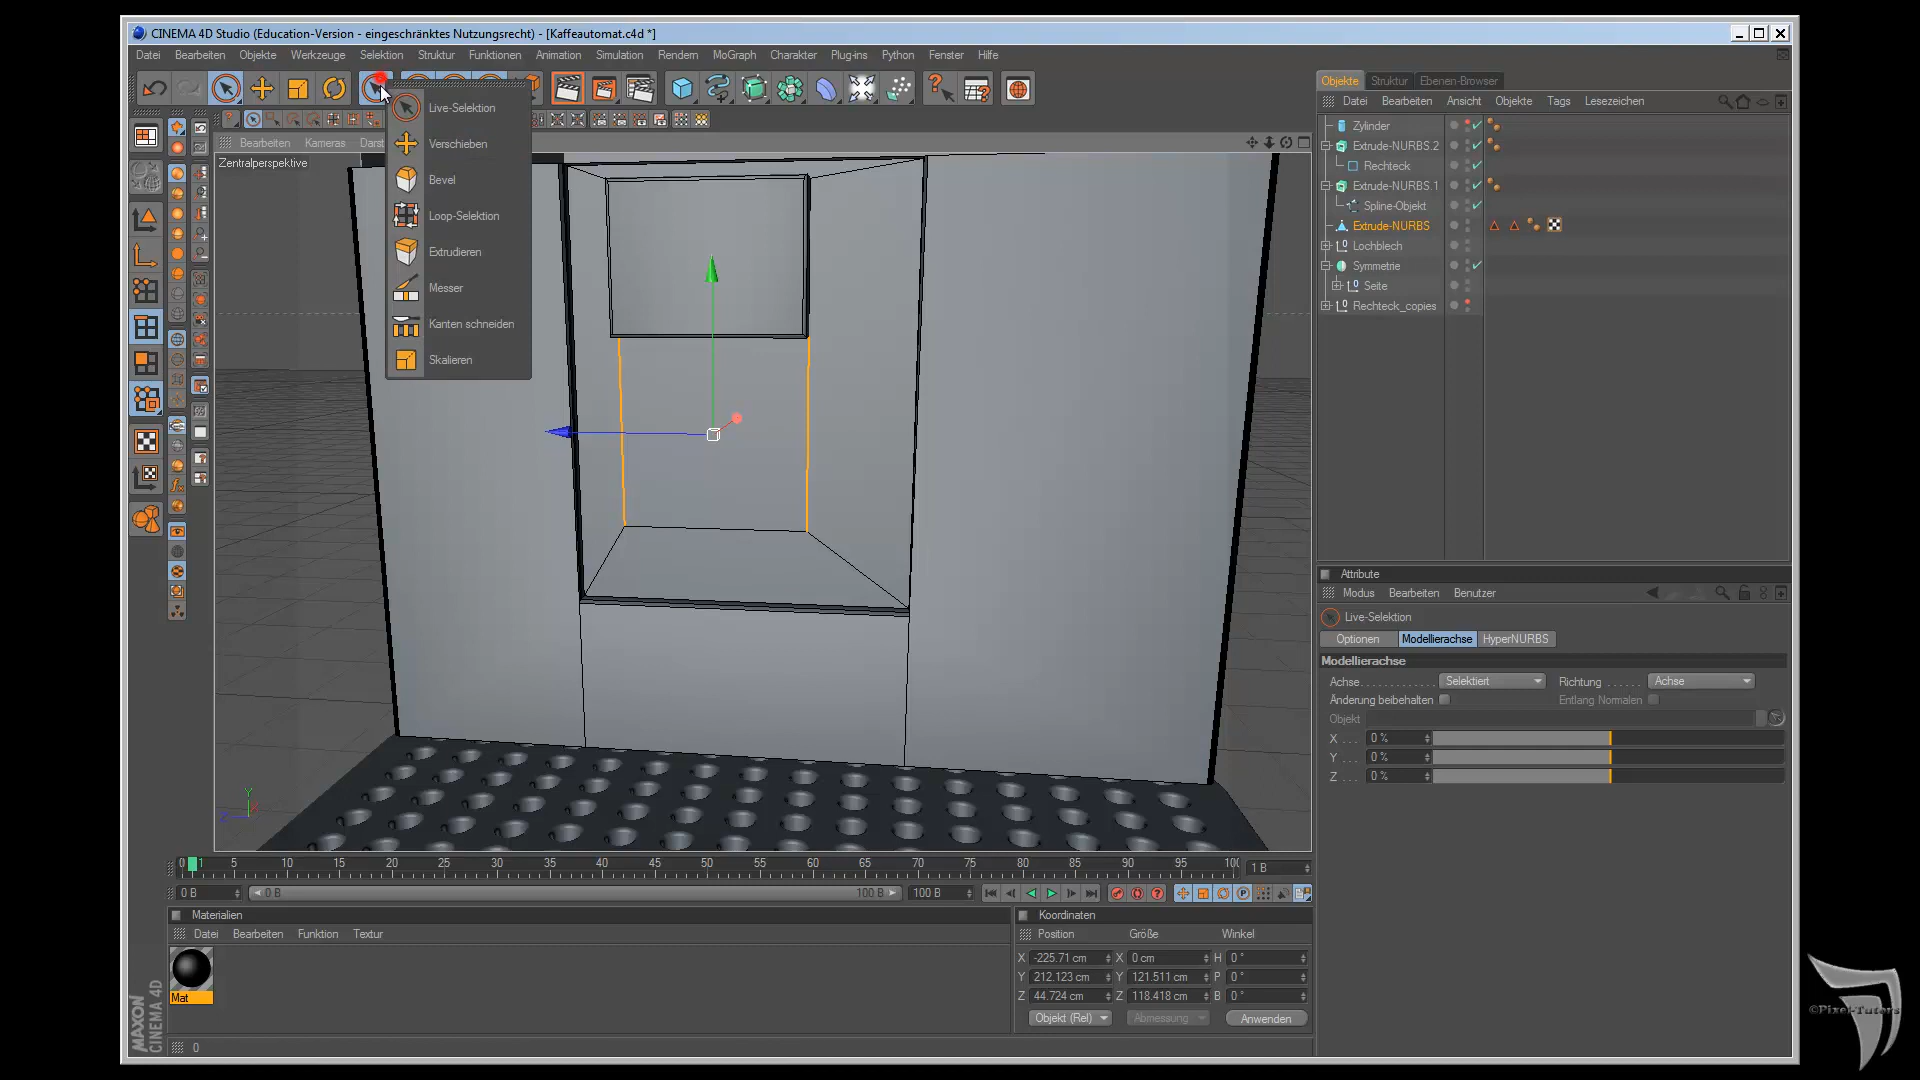 CINEMA 4D Studio (Education-Version - eingeschränktes Nutzungsrecht) - [Kaffeautomat.c4d *]
Datei Bearbeiten Objekte Werkzeuge Selektion Struktur Funktionen Animation Simulation Rendern MoGraph Charakter Plug-ins Python Fenster Hilfe
Objekte Struktur Ebenen-Browser
Datei Bearbeiten Ansicht Objekte Tags Lesezeichen
Live-Selektion
Verschieben
Bevel
Loop-Selektion
Extrudieren
Messer
Kanten schneiden
Skalieren
Bearbeiten Kameras Darst
Zentralperspektive
Zylinder
Extrude-NURBS.2
Rechteck
Extrude-NURBS.1
Spline-Objekt
Extrude-NURBS
Lochblech
Symmetrie
Seite
Rechteck_copies
Attribute
Modus Bearbeiten Benutzer
Live-Selektion
Optionen Modellierachse HyperNURBS
Modellierachse
Achse Selektiert Richtung Achse
Änderung beibehalten Entlang Normalen
Objekt
X 0 %
Y 0 %
Z 0 %
Y
X
Z
0 1 5 10 15 20 25 30 35 40 45 50 55 60 65 70 75 80 85 90 95 100 1 B
0 B 0 B 100 B 100 B
Materialien
Datei Bearbeiten Funktion Textur
Mat
Koordinaten
Position Größe Winkel
X -225.71 cm X 0 cm H 0 °
Y 212.123 cm Y 121.511 cm P 0 °
Z 44.724 cm Z 118.418 cm B 0 °
Objekt (Rel) Abmessung Anwenden
MAXON
CINEMA 4D
0
©Pixel-Tutors